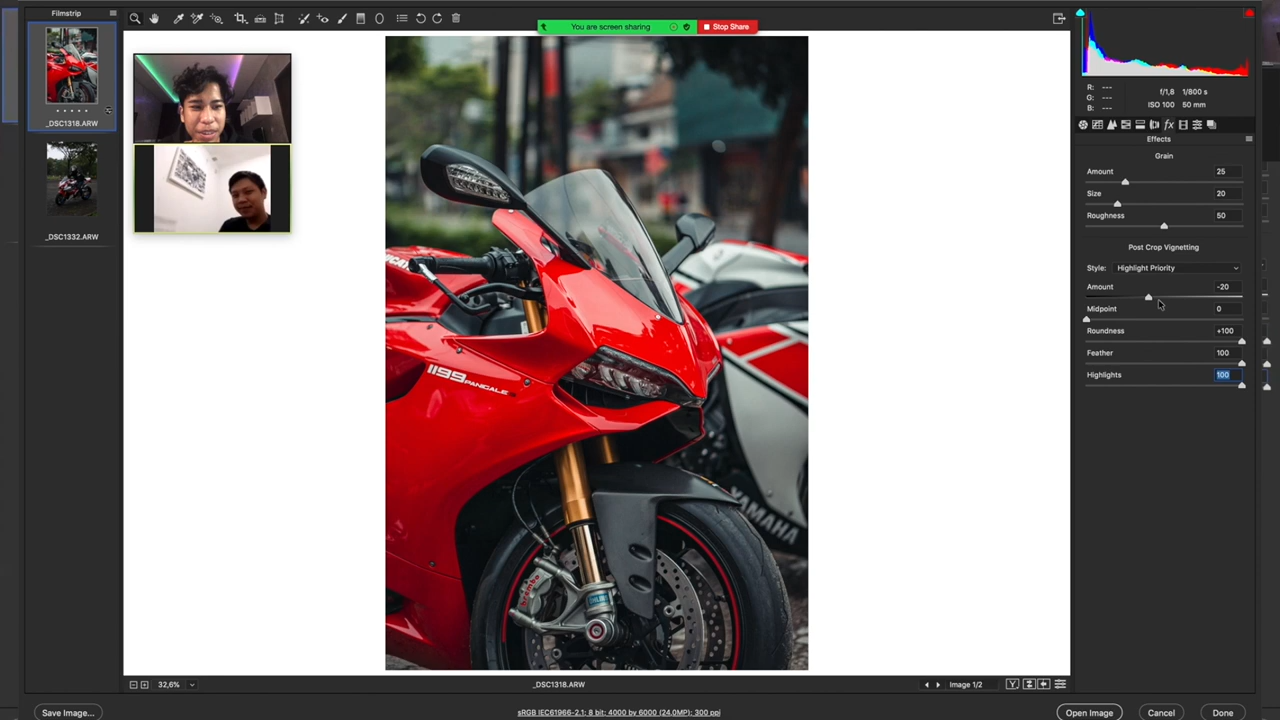 Filmstrip
You are screen sharing
Stop Share
_DSC1318.ARW
_DSC1332.ARW
R: ---
G: ---
B: ---
f/1,8 1/800 s
ISO 100 50 mm
Effects
Grain
Amount 25
Size 20
Roughness 50
Post Crop Vignetting
Style: Highlight Priority
Amount -20
Midpoint 0
Roundness +100
Feather 100
Highlights 100
1199 PANIGALE
YAMAHA
brembo
ÖHLINS
32,6%
_DSC1318.ARW
Image 1/2
Save Image...
sRGB IEC61966-2.1; 8 bit; 4000 by 6000 (24,0MP); 300 ppi
Open Image
Cancel
Done